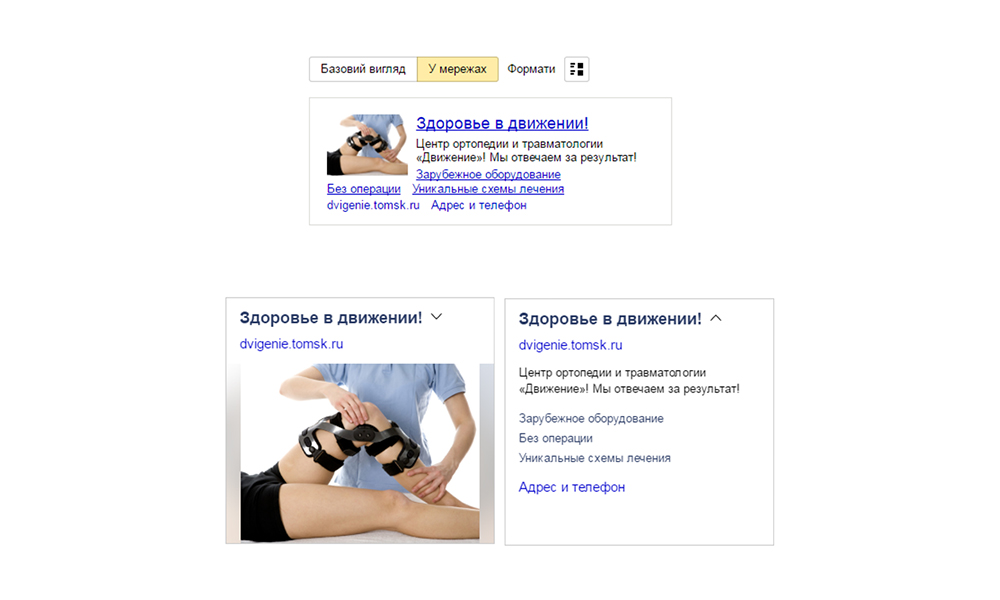 Базовий вигляд У мережах Формати
Здоровье в движении!
Центр ортопедии и травматологии
«Движение»! Мы отвечаем за результат!
Зарубежное оборудование
Без операции Уникальные схемы лечения
dvigenie.tomsk.ru Адрес и телефон
Здоровье в движении!
dvigenie.tomsk.ru
Здоровье в движении!
dvigenie.tomsk.ru
Центр ортопедии и травматологии
«Движение»! Мы отвечаем за результат!
Зарубежное оборудование
Без операции
Уникальные схемы лечения
Адрес и телефон